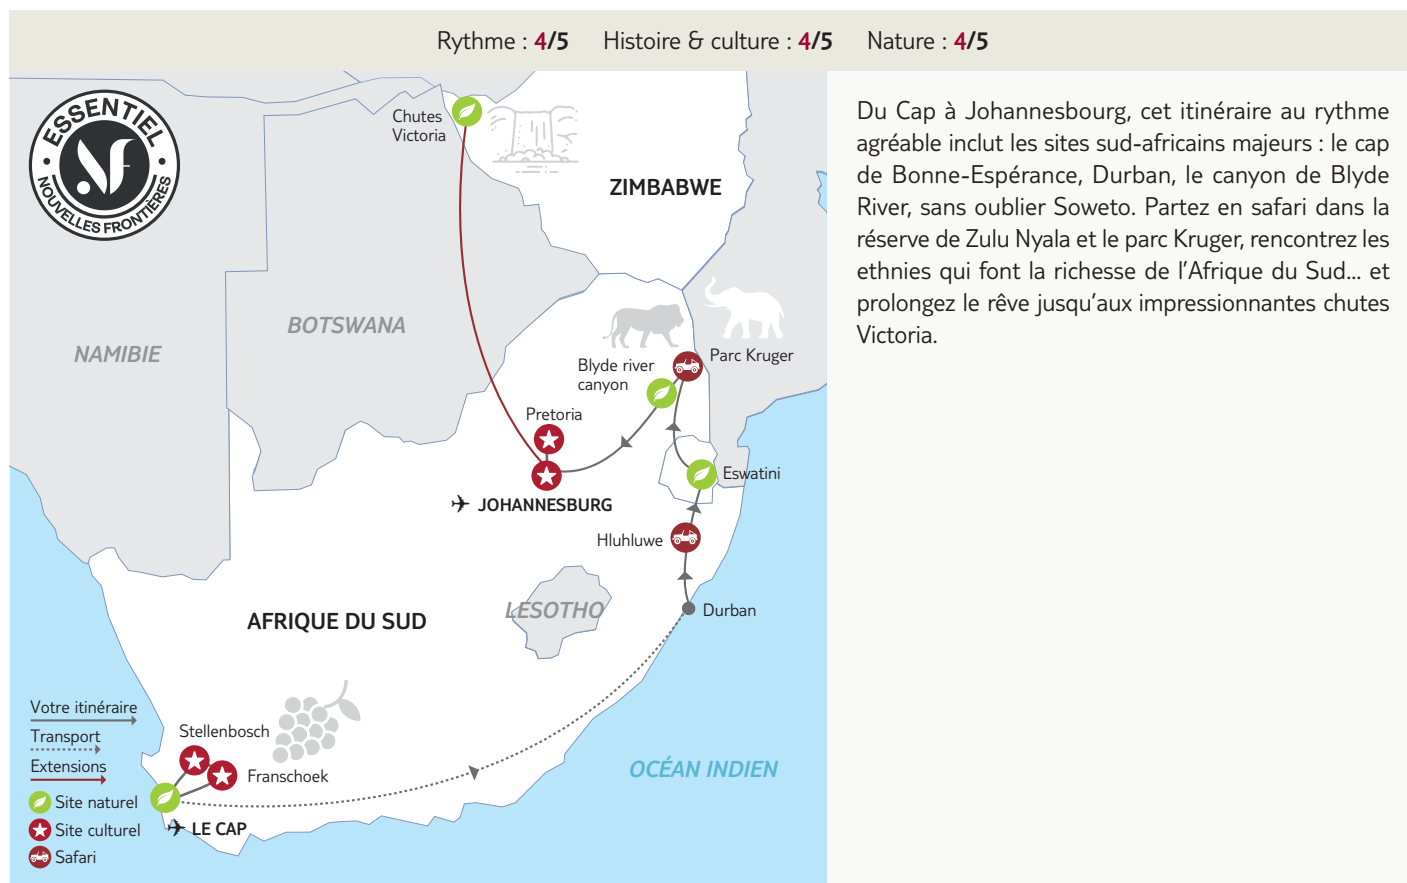 Rythme : 4/5 Histoire & culture : 4/5 Nature : 4/5
ESSENTIEL
NF
NOUVELLES FRONTIÈRES
Chutes
Victoria
ZIMBABWE
BOTSWANA
NAMIBIE
Parc Kruger
Blyde river
canyon
Pretoria
Eswatini
JOHANNESBURG
Hluhluwe
LESOTHO
Durban
AFRIQUE DU SUD
Votre itinéraire
Transport
Extensions
Site naturel
Site culturel
Safari
Stellenbosch
Franschoek
LE CAP
OCÉAN INDIEN
Du Cap à Johannesbourg, cet itinéraire au rythme
agréable inclut les sites sud-africains majeurs : le cap
de Bonne-Espérance, Durban, le canyon de Blyde
River, sans oublier Soweto. Partez en safari dans la
réserve de Zulu Nyala et le parc Kruger, rencontrez les
ethnies qui font la richesse de l’Afrique du Sud... et
prolongez le rêve jusqu’aux impressionnantes chutes
Victoria.